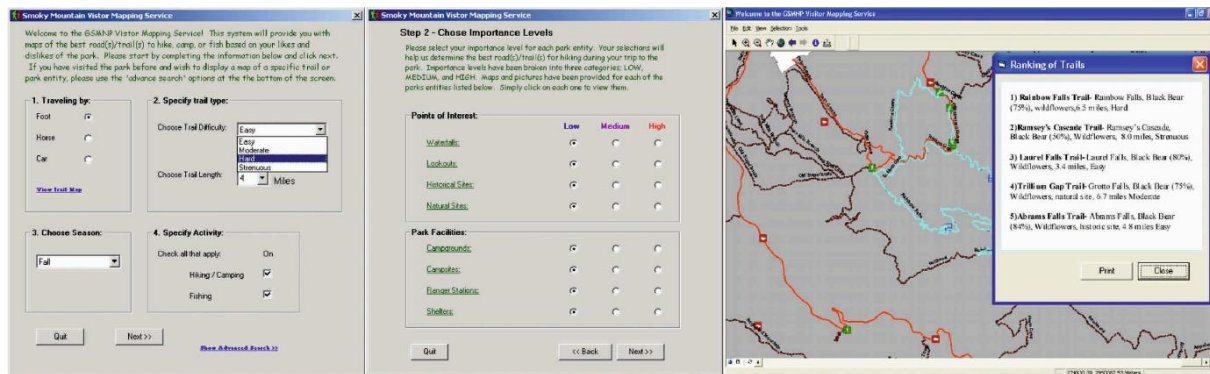 Smoky Mountain Vistor Mapping Service
Welcome to the GSMNP Visitor Mapping Service! This system will provide you with
maps of the best road(s)/trail(s) to hike, camp, or fish based on your likes and
dislikes of the park. Please start by completing the information below and click next.
If you have visited the park before and wish to display a map of a specific trail or
park entity, please use the 'advance search' options at the the bottom of the screen.
1. Traveling by:
Foot
Horse
Car
View Trail Map
2. Specify trail type:
Choose Trail Difficulty:
Easy
Easy
Moderate
Hard
Strenuous
Choose Trail Length:
4
Miles
3. Choose Season:
Fall
4. Specify Activity:
Check all that apply:
On
Hiking / Camping
Fishing
Quit
Next >>
Show Advanced Search >>
Smoky Mountain Vistor Mapping Service
Step 2 - Chose Importance Levels
Please select your importance level for each park entity. Your selections will
help us determine the best road(s)/trail(s) for hiking during your trip to the
park. Importance levels have been broken into three categories; LOW,
MEDIUM, and HIGH. Maps and pictures have been provided for each of the
parks entities listed below. Simply click on each one to view them.
Points of Interest:
Low Medium High
Waterfalls:
Lookouts:
Historical Sites:
Natural Sites:
Park Facilities:
Campgrounds:
Campsites:
Ranger Stations:
Shelters:
Quit
<< Back
Next >>
Welcome to the GSMNP Visitor Mapping Service
File Edit View Selection Tools
Ranking of Trails
1) Rainbow Falls Trail- Rainbow Falls, Black Bear
(75%), wildflowers,6.5 miles, Hard
2)Ramsey's Cascade Trail- Ramsey's Cascade,
Black Bear (50%), Wildflowers, 8.0 miles, Strenuous
3) Laurel Falls Trail-Laurel Falls, Black Bear (80%),
Wildflowers, 3.4 miles, Easy
4)Trillion Gap Trail- Grotto Falls, Black Bear (75%),
Wildflowers, natural site, 6.7 miles Moderate
5)Abrams Falls Trail- Abrams Falls, Black Bear
(84%), Wildflowers, historic site, 4.8 miles Easy
Print
Close